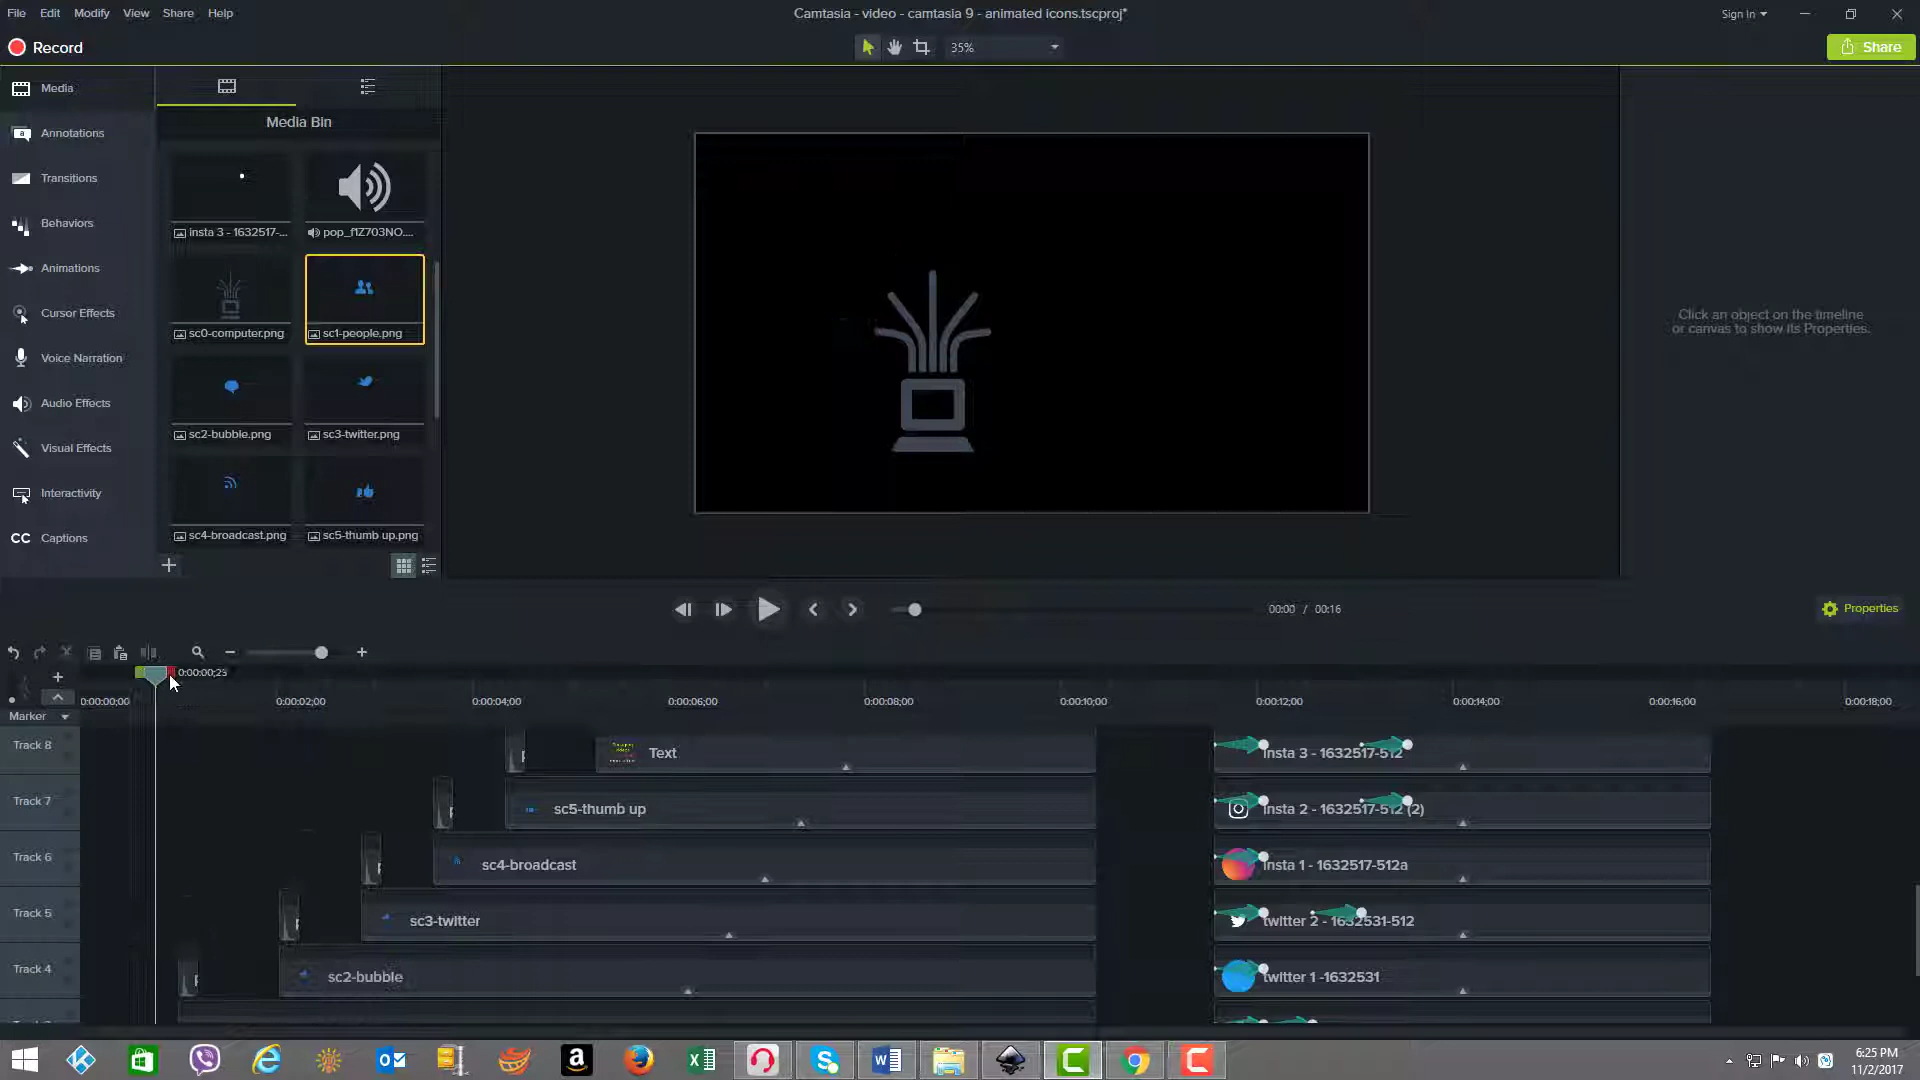 File Edit Modify View Share Help
Camtasia - video - camtasia 9 - animated icons.tscproj*
Sign In
Record
35%
Share
Media
Annotations
Transitions
Behaviors
Animations
Cursor Effects
Voice Narration
Audio Effects
Visual Effects
Interactivity
CC Captions
Media Bin
insta 3 - 1632517-...
pop_f1Z703NO....
sc0-computer.png
sc1-people.png
sc2-bubble.png
sc3-twitter.png
sc4-broadcast.png
sc5-thumb up.png
Click an object on the timeline
or canvas to show its Properties.
00:00 / 00:16
Properties
0:00:00;25
0:00:00;00 0:00:02;00 0:00:04;00 0:00:06;00 0:00:08;00 0:00:10;00 0:00:12;00 0:00:14;00 0:00:16;00 0:00:18;00
Marker
Track 8 Text insta 3 - 1632517-512
Track 7 sc5-thumb up insta 2 - 1632517-512 (2)
Track 6 sc4-broadcast insta 1 - 1632517-512a
Track 5 sc3-twitter twitter 2 - 1632531-512
Track 4 sc2-bubble twitter 1 -1632531
6:25 PM
11/2/2017